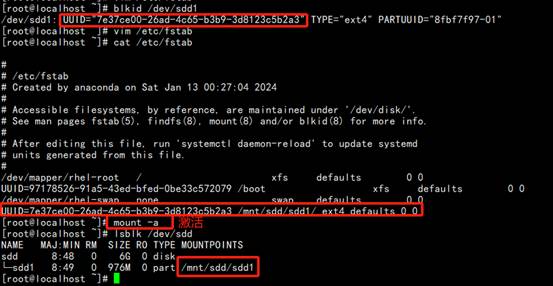 [root@localhost ~]# blkid /dev/sdd1
/dev/sdd1: UUID="7e37ce00-26ad-4c65-b3b9-3d8123c5b2a3" TYPE="ext4" PARTUUID="8fbf7f97-01"
[root@localhost ~]# vim /etc/fstab
[root@localhost ~]# cat /etc/fstab
#
# /etc/fstab
# Created by anaconda on Sat Jan 13 00:27:04 2024
#
# Accessible filesystems, by reference, are maintained under '/dev/disk/'.
# See man pages fstab(5), findfs(8), mount(8) and/or blkid(8) for more info.
#
# After editing this file, run 'systemctl daemon-reload' to update systemd
# units generated from this file.
#
/dev/mapper/rhel-root / xfs defaults 0 0
UUID=97178526-91a5-43ed-bfed-0be33c572079 /boot xfs defaults 0 0
/dev/mapper/rhel-swap none swap defaults 0 0
UUID=7e37ce00-26ad-4c65-b3b9-3d8123c5b2a3 /mnt/sdd/sdd1/ ext4 defaults 0 0
[root@localhost ~]# mount -a 激活
[root@localhost ~]# lsblk /dev/sdd
NAME MAJ:MIN RM SIZE RO TYPE MOUNTPOINTS
sdd 8:48 0 6G 0 disk
└─sdd1 8:49 0 976M 0 part /mnt/sdd/sdd1
[root@localhost ~]#